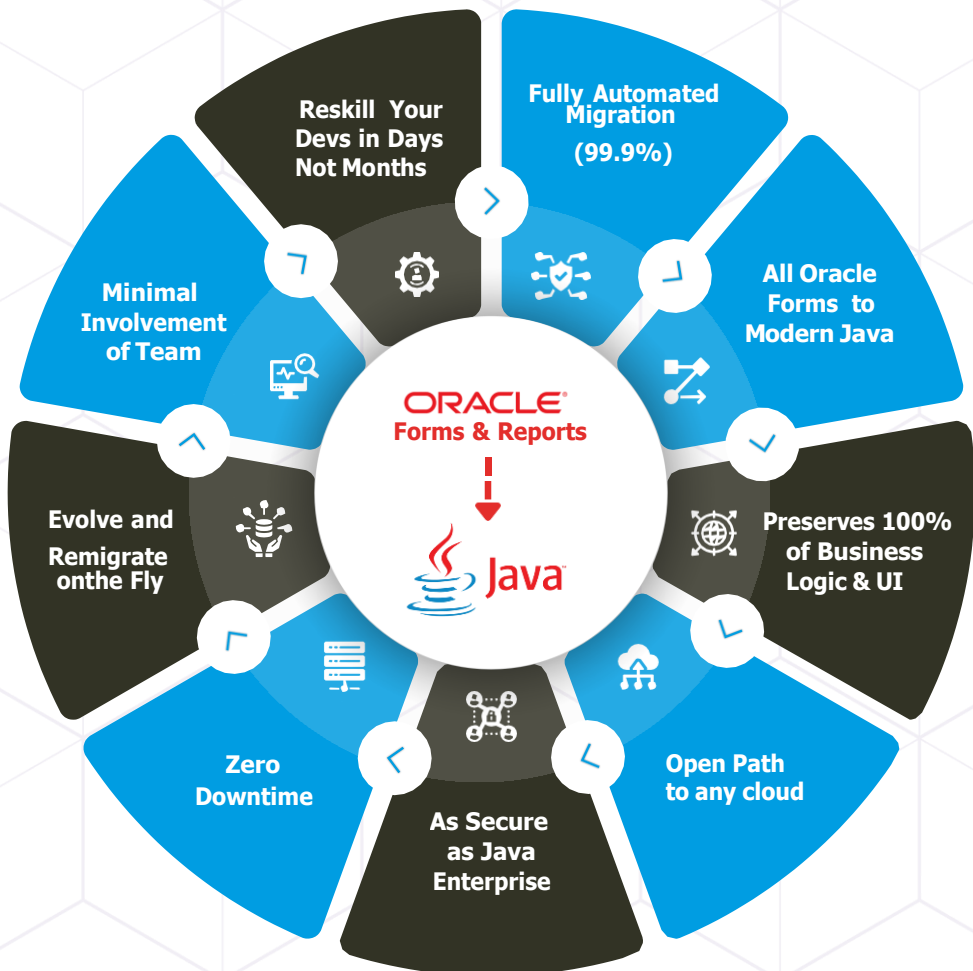 Fully Automated
Migration
(99.9%)
All Oracle
Forms to
Modern Java
Preserves 100%
of Business
Logic & UI
Open Path
to any cloud
As Secure
as Java
Enterprise
Zero
Downtime
Evolve and
Remigrate
onthe Fly
Minimal
Involvement
of Team
Reskill Your
Devs in Days
Not Months
ORACLE®
Forms & Reports
Java™